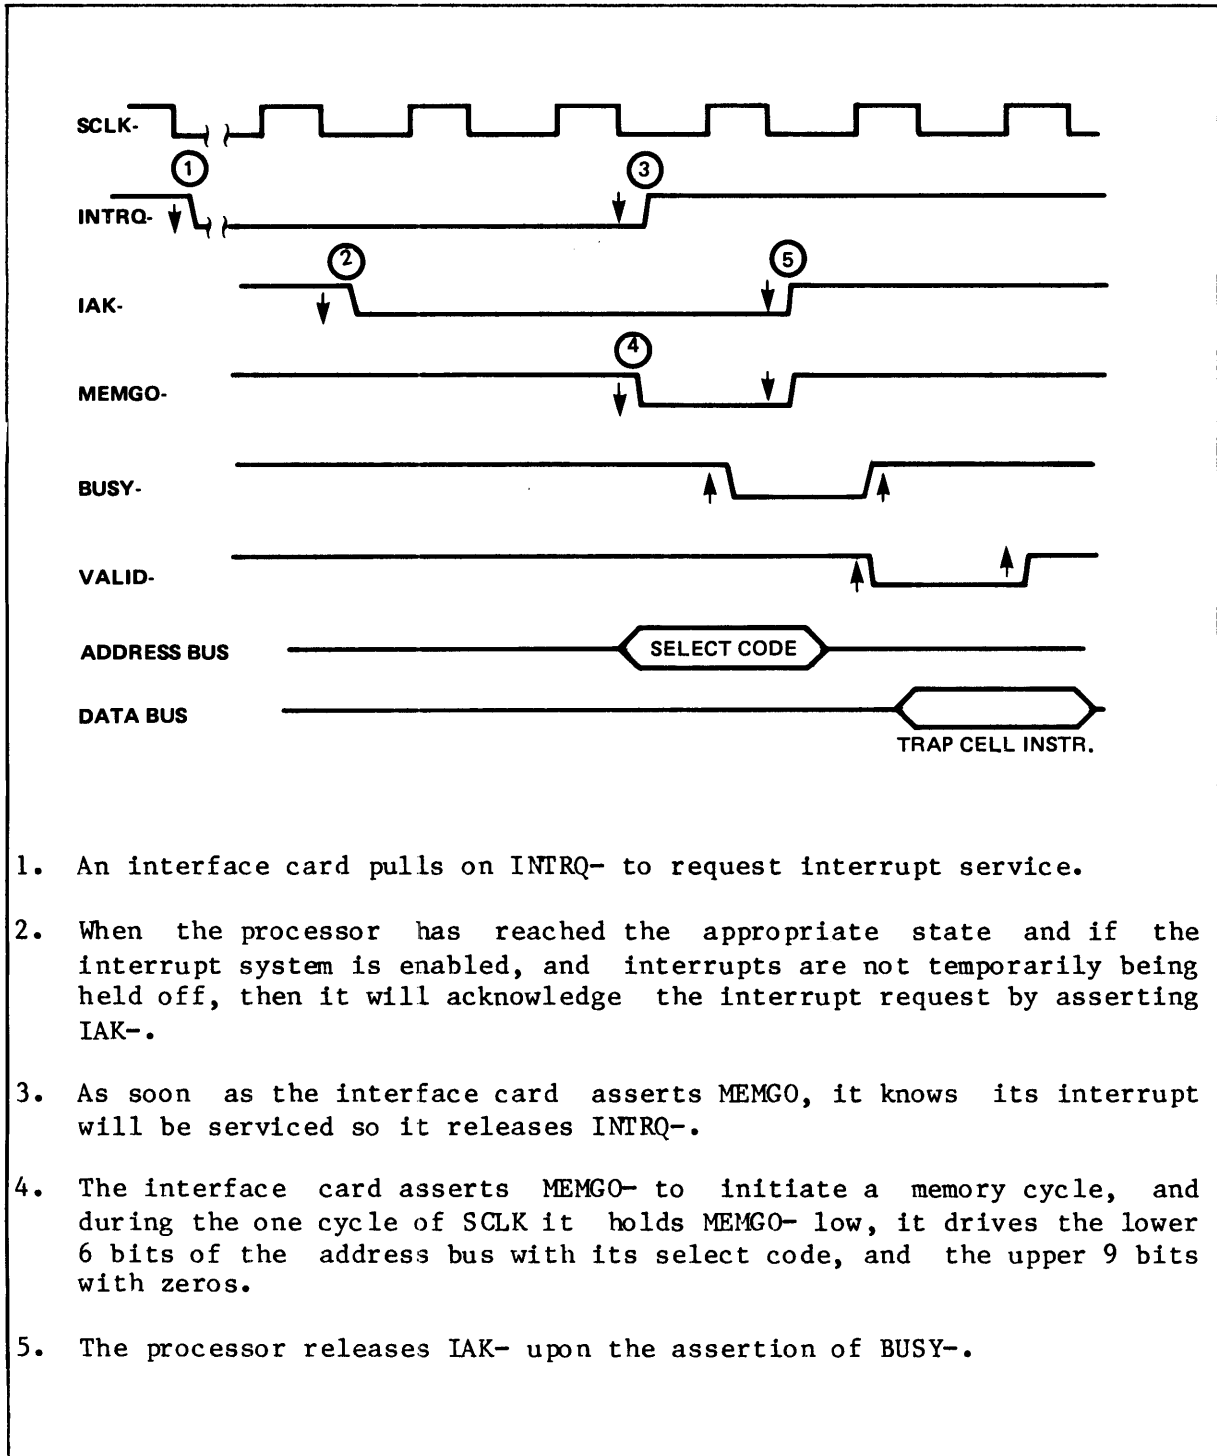 SCLK-
1
3
INTRQ-
2
5
IAK-
4
MEMGO-
BUSY-
VALID-
ADDRESS BUS
SELECT CODE
DATA BUS
TRAP CELL INSTR.
1. An interface card pulls on INTRQ- to request interrupt service.
2. When the processor has reached the appropriate state and if the
interrupt system is enabled, and interrupts are not temporarily being
held off, then it will acknowledge the interrupt request by asserting
IAK-.
3. As soon as the interface card asserts MEMGO, it knows its interrupt
will be serviced so it releases INTRQ-.
4. The interface card asserts MEMGO- to initiate a memory cycle, and
during the one cycle of SCLK it holds MEMGO- low, it drives the lower
6 bits of the address bus with its select code, and the upper 9 bits
with zeros.
5. The processor releases IAK- upon the assertion of BUSY-.